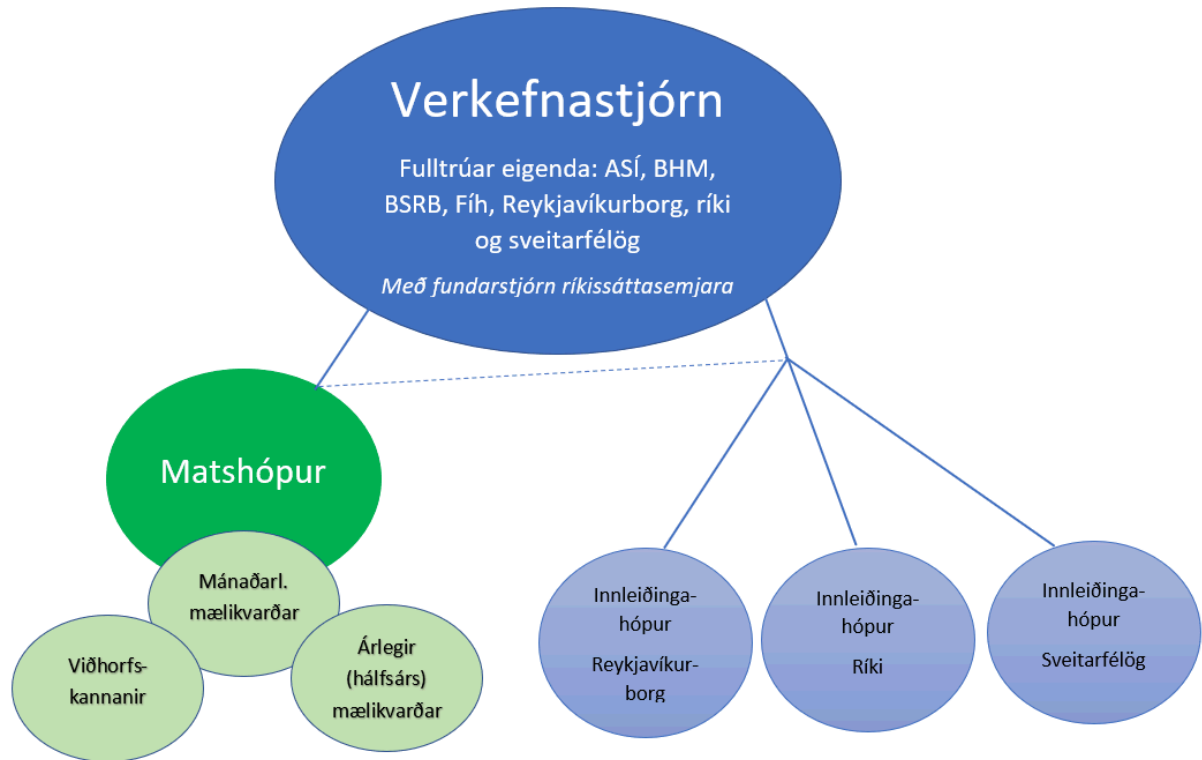 Verkefnastjórn
Fulltrúar eigenda: ASÍ, BHM,
BSRB, Fíh, Reykjavíkurborg, ríki
og sveitarfélög
Með fundarstjórn ríkissáttasemjara
Matshópur
Mánaðarl.
mælikvarðar
Viðhorfs-
kannanir
Árlegir
(hálfsárs)
mælikvarðar
Innleiðinga-
hópur
Reykjavíkur-
borg
Innleiðinga-
hópur
Ríki
Innleiðinga-
hópur
Sveitarfélög